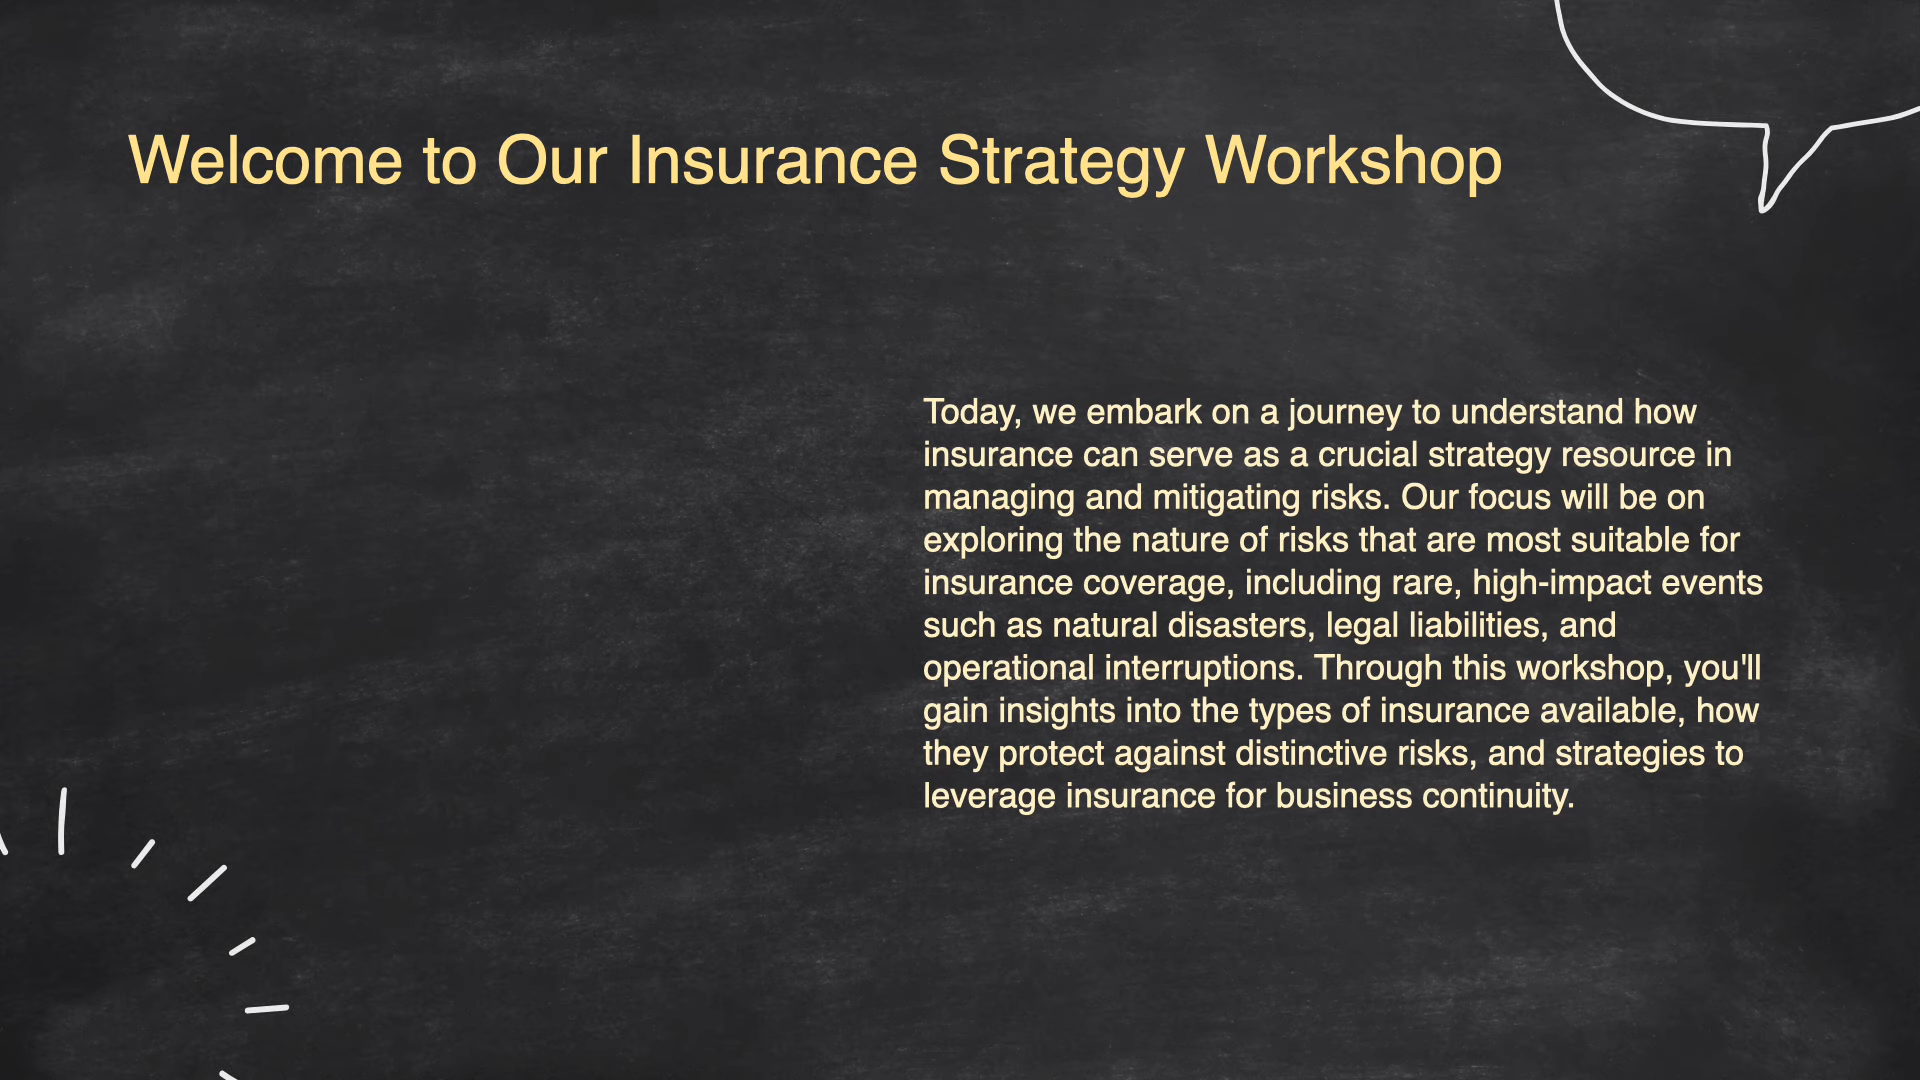 Welcome to Our Insurance Strategy Workshop
Today, we embark on a journey to understand how
insurance can serve as a crucial strategy resource in
managing and mitigating risks. Our focus will be on
exploring the nature of risks that are most suitable for
insurance coverage, including rare, high-impact events
such as natural disasters, legal liabilities, and
operational interruptions. Through this workshop, you'll
gain insights into the types of insurance available, how
they protect against distinctive risks, and strategies to
leverage insurance for business continuity.